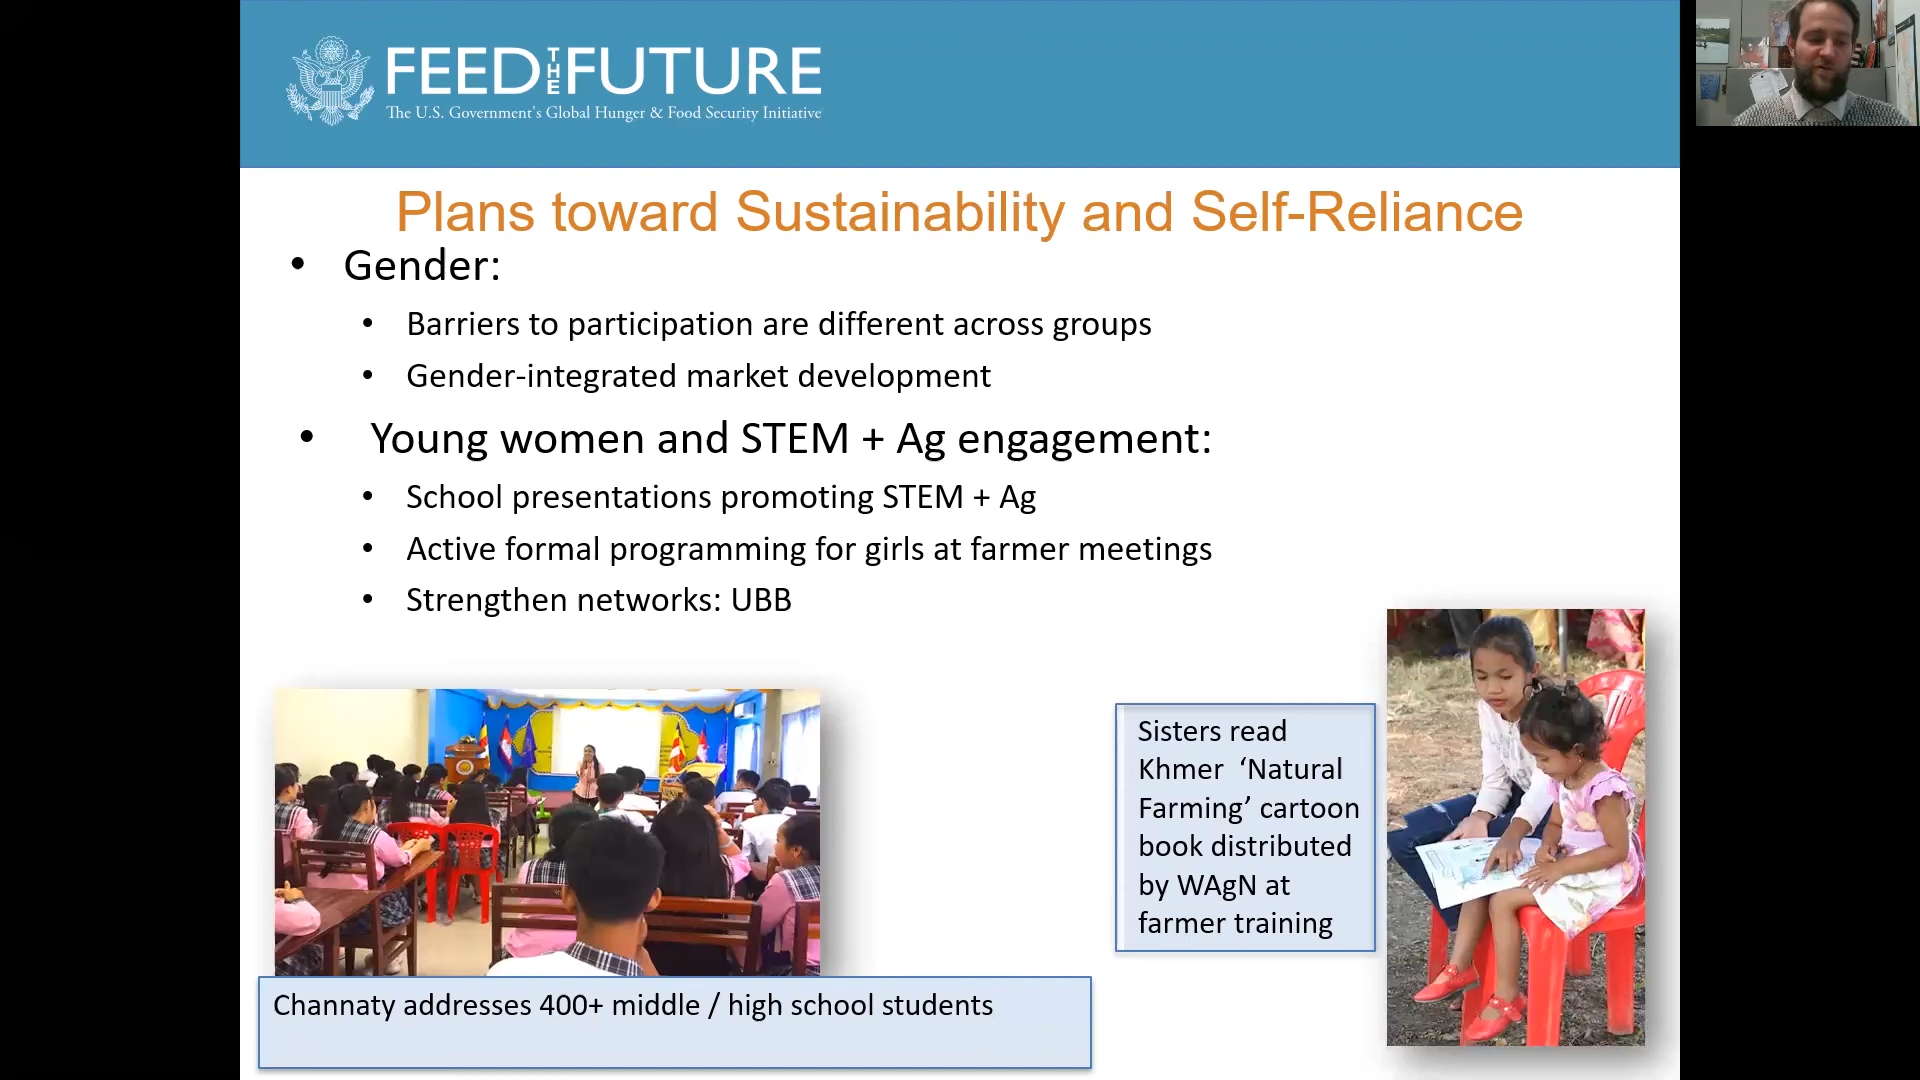 FEED THE FUTURE
The U.S. Government's Global Hunger & Food Security Initiative
Plans toward Sustainability and Self-Reliance
• Gender:
• Barriers to participation are different across groups
• Gender-integrated market development
• Young women and STEM + Ag engagement:
• School presentations promoting STEM + Ag
• Active formal programming for girls at farmer meetings
• Strengthen networks: UBB
Sisters read
Khmer ‘Natural
Farming’ cartoon
book distributed
by WAgN at
farmer training
Channaty addresses 400+ middle / high school students